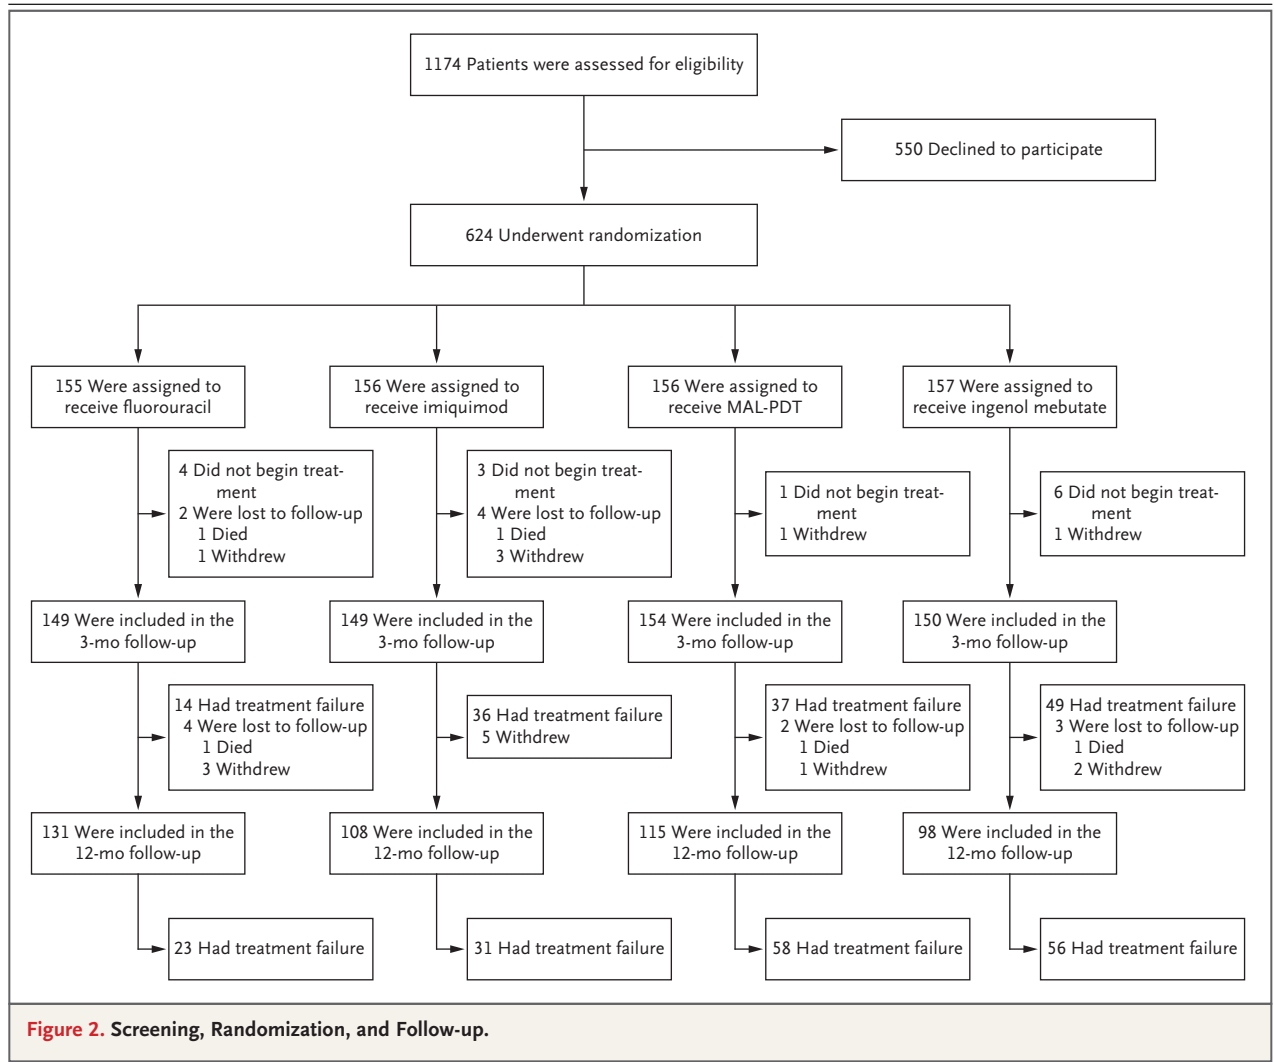 1174 Patients were assessed for eligibility
550 Declined to participate
624 Underwent randomization
155 Were assigned to
receive fluorouracil
156 Were assigned to
receive imiquimod
156 Were assigned to
receive MAL-PDT
157 Were assigned to
receive ingenol mebutate
4 Did not begin treat-
ment
2 Were lost to follow-up
1 Died
1 Withdrew
3 Did not begin treat-
ment
4 Were lost to follow-up
1 Died
3 Withdrew
1 Did not begin treat-
ment
1 Withdrew
6 Did not begin treat-
ment
1 Withdrew
149 Were included in the
3-mo follow-up
149 Were included in the
3-mo follow-up
154 Were included in the
3-mo follow-up
150 Were included in the
3-mo follow-up
14 Had treatment failure
4 Were lost to follow-up
1 Died
3 Withdrew
36 Had treatment failure
5 Withdrew
37 Had treatment failure
2 Were lost to follow-up
1 Died
1 Withdrew
49 Had treatment failure
3 Were lost to follow-up
1 Died
2 Withdrew
131 Were included in the
12-mo follow-up
108 Were included in the
12-mo follow-up
115 Were included in the
12-mo follow-up
98 Were included in the
12-mo follow-up
23 Had treatment failure
31 Had treatment failure
58 Had treatment failure
56 Had treatment failure
Figure 2. Screening, Randomization, and Follow-up.